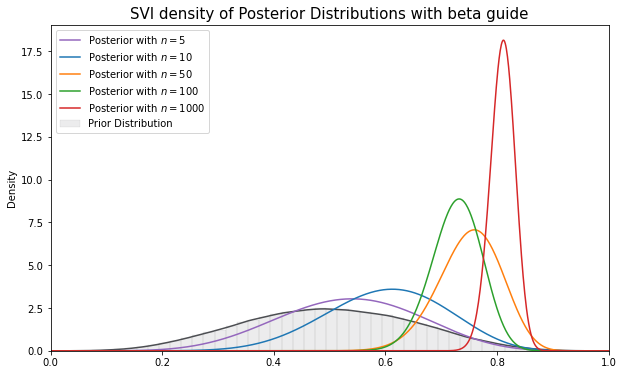 SVI density of Posterior Distributions with beta guide
17.5
15.0
12.5
10.0
7.5
5.0
2.5
0.0
Density
Posterior with n = 5
Posterior with n = 10
Posterior with n = 50
Posterior with n = 100
Posterior with n = 1000
Prior Distribution
0.0 0.2 0.4 0.6 0.8 1.0